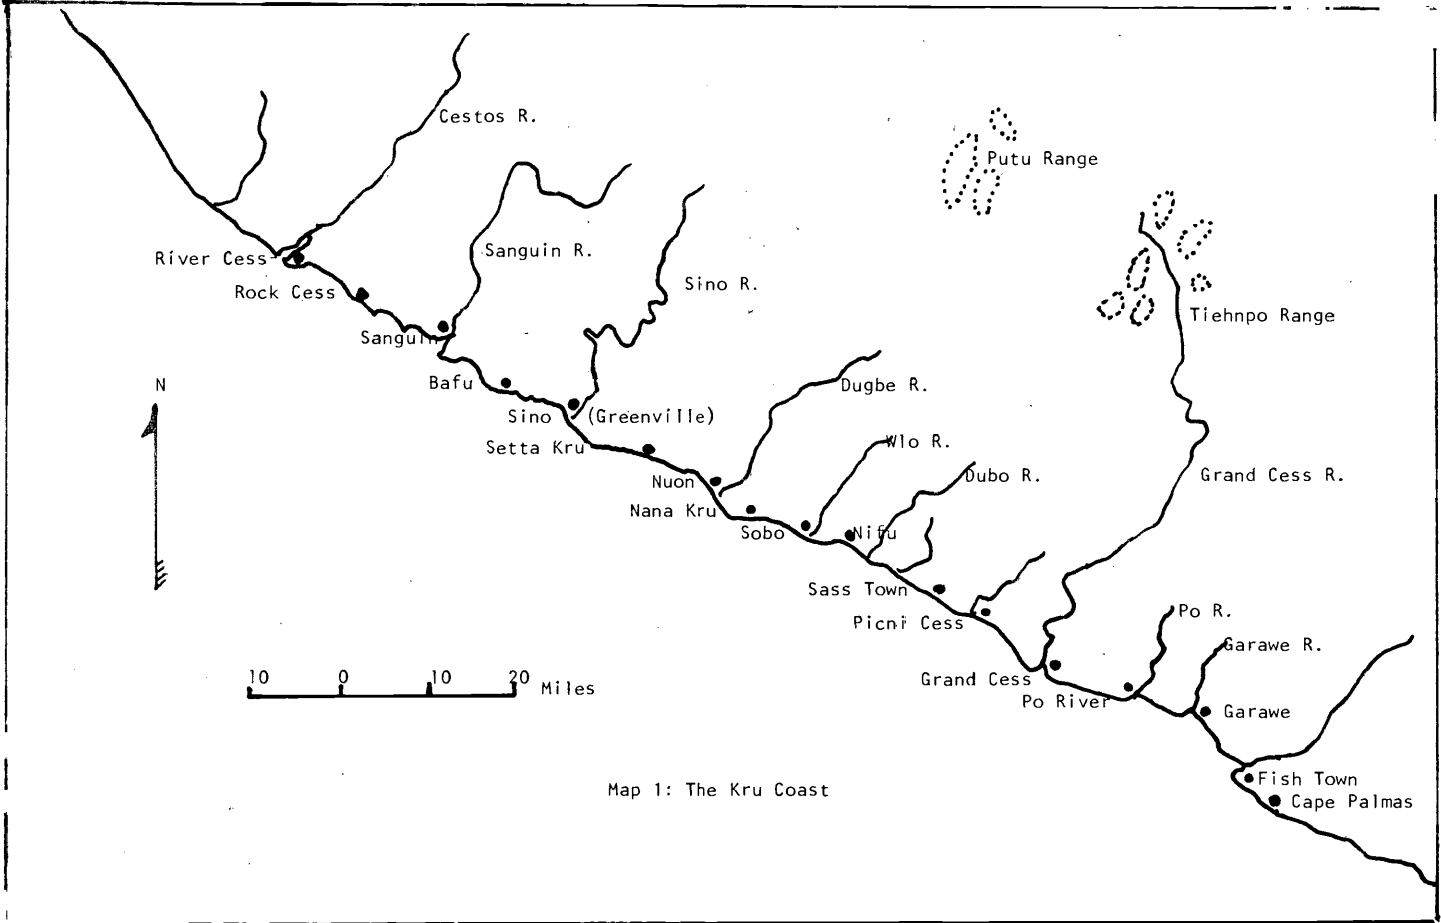 Cestos R.
Putu Range
Sanguin R.
River Cess
Sino R.
Rock Cess
Tiehnpo Range
Sanguin
N
Bafu
Dugbe R.
Sino (Greenville)
Setta Kru
Wlo R.
Nuon
Dubo R.
Grand Cess R.
Nana Kru
Sobo
Nifu
Sass Town
Po R.
Picni Cess
Garawe R.
10 0 10 20 Miles
Grand Cess
Po River
Garawe
Fish Town
Map 1: The Kru Coast
Cape Palmas